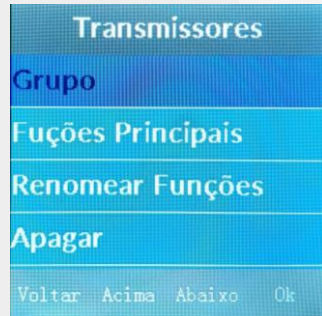 Transmissores
Grupo
Fuções Principais
Renomear Funções
Apagar
Voltar Acima Abaixo Ok